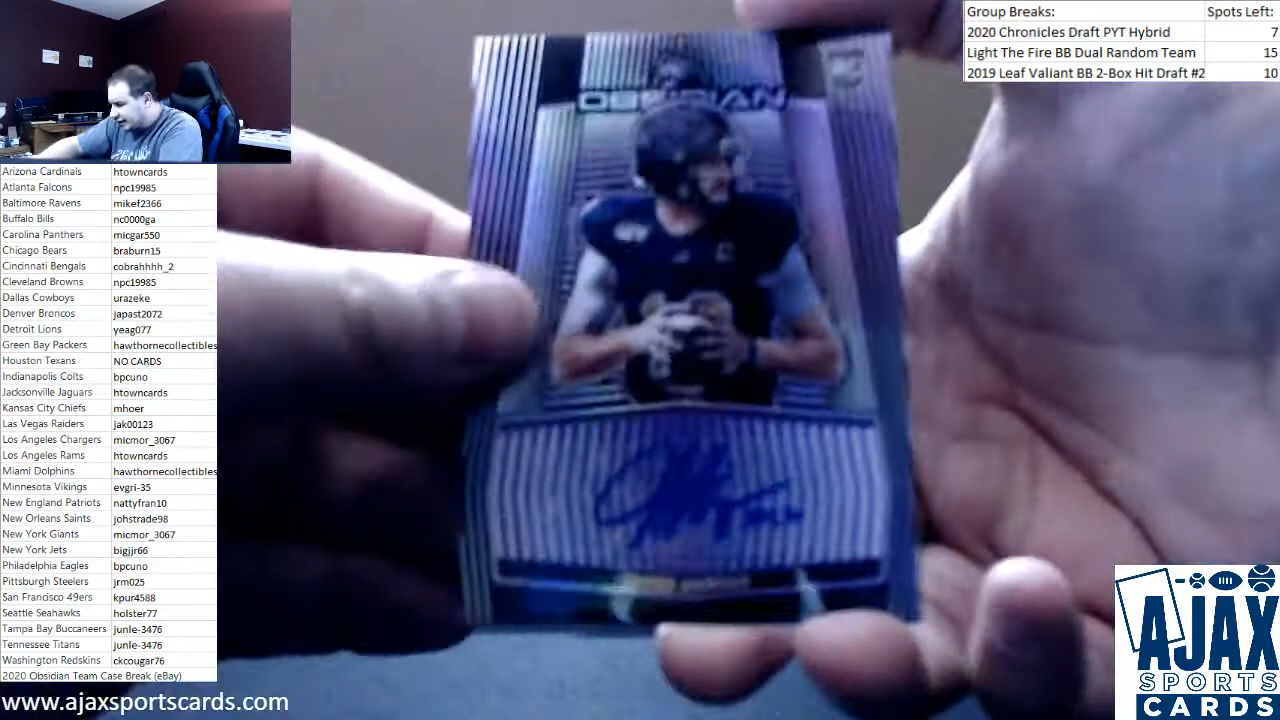 Group Breaks: Spots Left:
2020 Chronicles Draft PYT Hybrid 7
Light The Fire BB Dual Random Team 15
2019 Leaf Valiant BB 2-Box Hit Draft #2 10
OBSIDIAN
Arizona Cardinals htowncards
Atlanta Falcons npc19985
Baltimore Ravens mikef2366
Buffalo Bills nc0000ga
Carolina Panthers micgar550
Chicago Bears braburn15
Cincinnati Bengals cobrahhhh_2
Cleveland Browns npc19985
Dallas Cowboys urazeke
Denver Broncos japast2072
Detroit Lions yeag077
Green Bay Packers hawthornecollectibles
Houston Texans NO CARDS
Indianapolis Colts bpcuno
Jacksonville Jaguars htowncards
Kansas City Chiefs mhoer
Las Vegas Raiders jak00123
Los Angeles Chargers micmor_3067
Los Angeles Rams htowncards
Miami Dolphins hawthornecollectibles
Minnesota Vikings evgri-35
New England Patriots nattyfran10
New Orleans Saints johstrade98
New York Giants micmor_3067
New York Jets bigjjr66
Philadelphia Eagles bpcuno
Pittsburgh Steelers jrm025
San Francisco 49ers kpur4588
Seattle Seahawks holster77
Tampa Bay Buccaneers junle-3476
Tennessee Titans junle-3476
Washington Redskins ckcougar76
2020 Obsidian Team Case Break (eBay)
www.ajaxsportscards.com
AJAX
SPORTS
CARDS